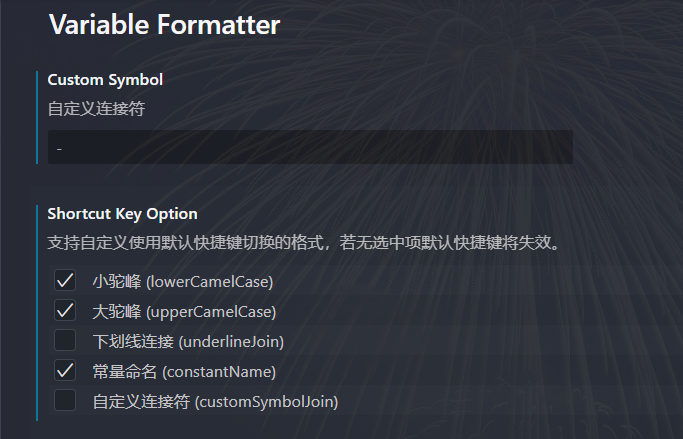 Variable Formatter
Custom Symbol
自定义连接符
-
Shortcut Key Option
支持自定义使用默认快捷键切换的格式，若无选中项默认快捷键将失效。
小驼峰 (lowerCamelCase)
大驼峰 (upperCamelCase)
下划线连接 (underlineJoin)
常量命名 (constantName)
自定义连接符 (customSymbolJoin)